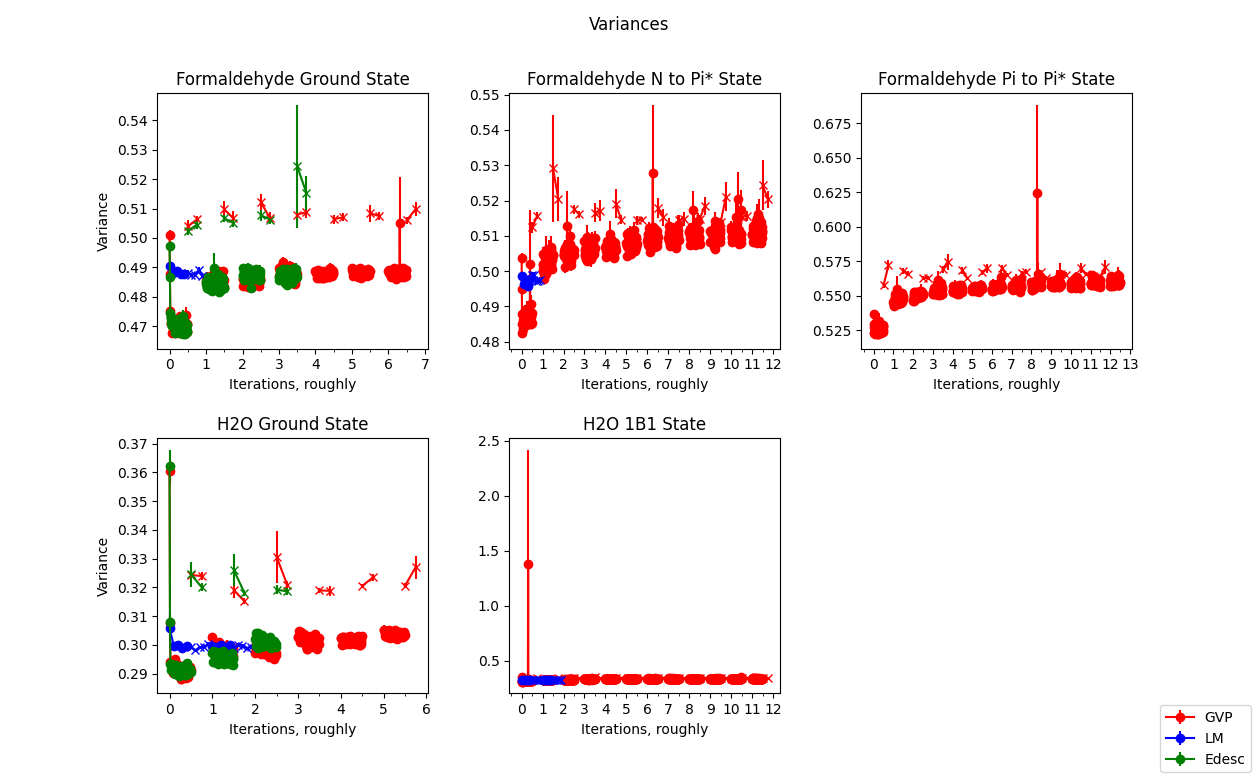 Variances
Formaldehyde Ground State
Variance
0.54
0.53
0.52
0.51
0.50
0.49
0.48
0.47
0 1 2 3 4 5 6 7
Iterations, roughly
Formaldehyde N to Pi* State
0.55
0.54
0.53
0.52
0.51
0.50
0.49
0.48
0 1 2 3 4 5 6 7 8 9 10 11 12
Iterations, roughly
Formaldehyde Pi to Pi* State
0.675
0.650
0.625
0.600
0.575
0.550
0.525
0 1 2 3 4 5 6 7 8 9 10 11 12 13
Iterations, roughly
H2O Ground State
Variance
0.37
0.36
0.35
0.34
0.33
0.32
0.31
0.30
0.29
0 1 2 3 4 5 6
Iterations, roughly
H2O 1B1 State
2.5
2.0
1.5
1.0
0.5
0 1 2 3 4 5 6 7 8 9 10 11 12
Iterations, roughly
GVP
LM
Edesc